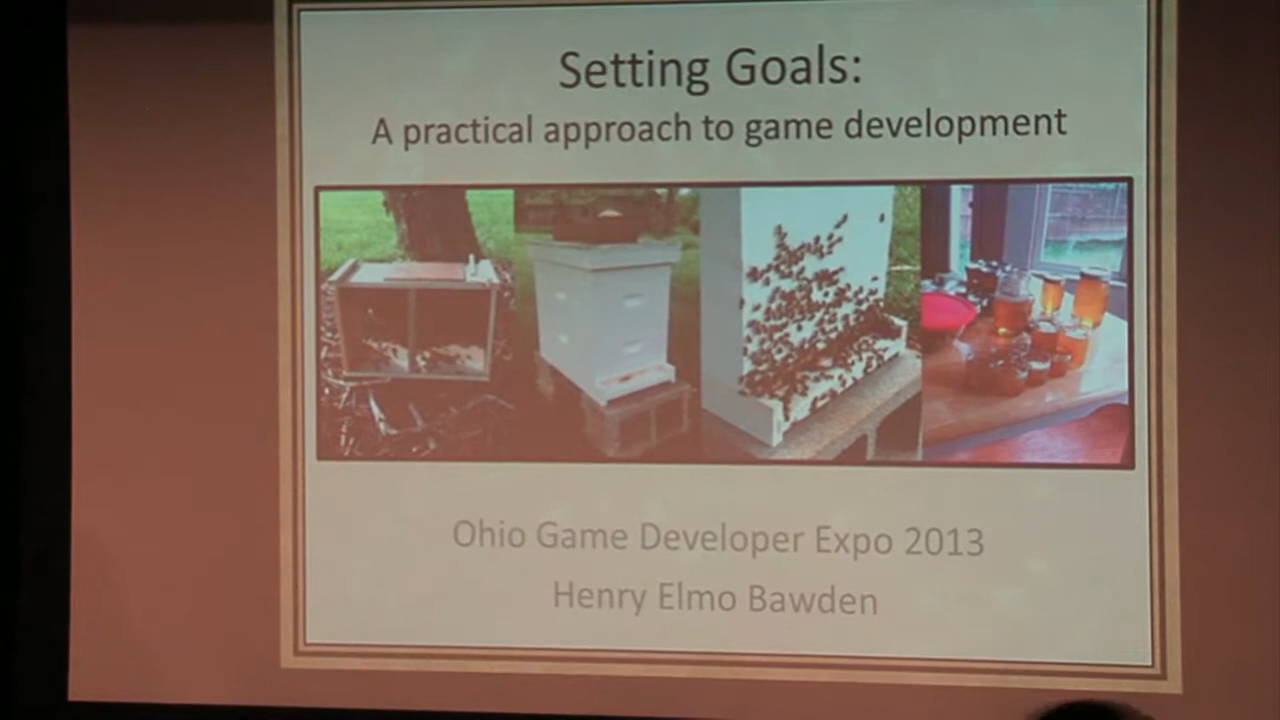 Setting Goals:
A practical approach to game development
Ohio Game Developer Expo 2013
Henry Elmo Bawden